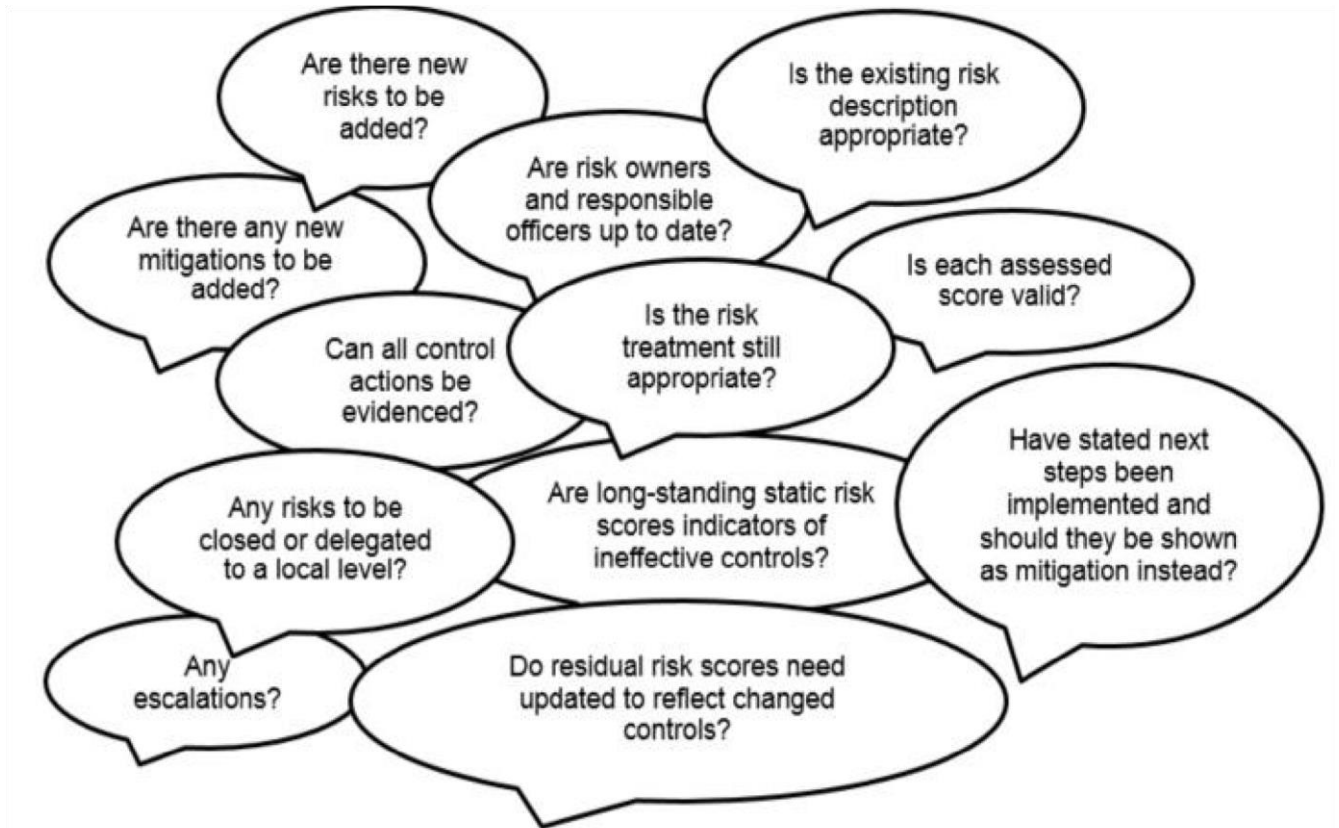 Are there new
risks to be
added?
Is the existing risk
description
appropriate?
Are risk owners
and responsible
officers up to date?
Are there any new
mitigations to be
added?
Is each assessed
score valid?
Is the risk
treatment still
appropriate?
Can all control
actions be
evidenced?
Have stated next
steps been
implemented and
should they be shown
as mitigation instead?
Are long-standing static risk
scores indicators of
ineffective controls?
Any risks to be
closed or delegated
to a local level?
Any
escalations?
Do residual risk scores need
updated to reflect changed
controls?